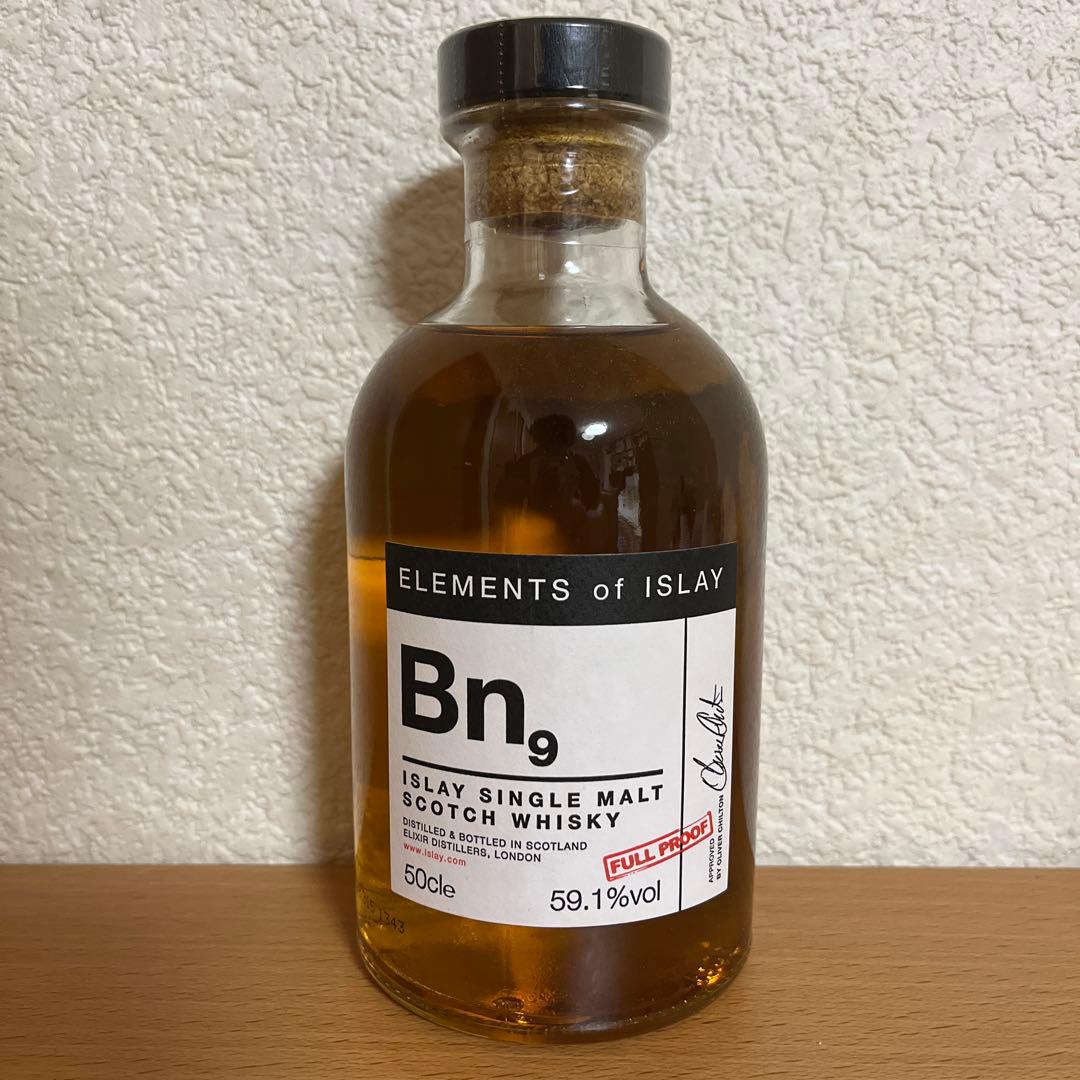 ELEMENTS of ISLAY
Bn9
ISLAY SINGLE MALT
SCOTCH WHISKY
DISTILLED & BOTTLED IN SCOTLAND
ELIXIR DISTILLERS, LONDON
www.islay.com
FULL PROOF
50cle
59.1%vol
APPROVED
BY OLIVER CHILTON
1343